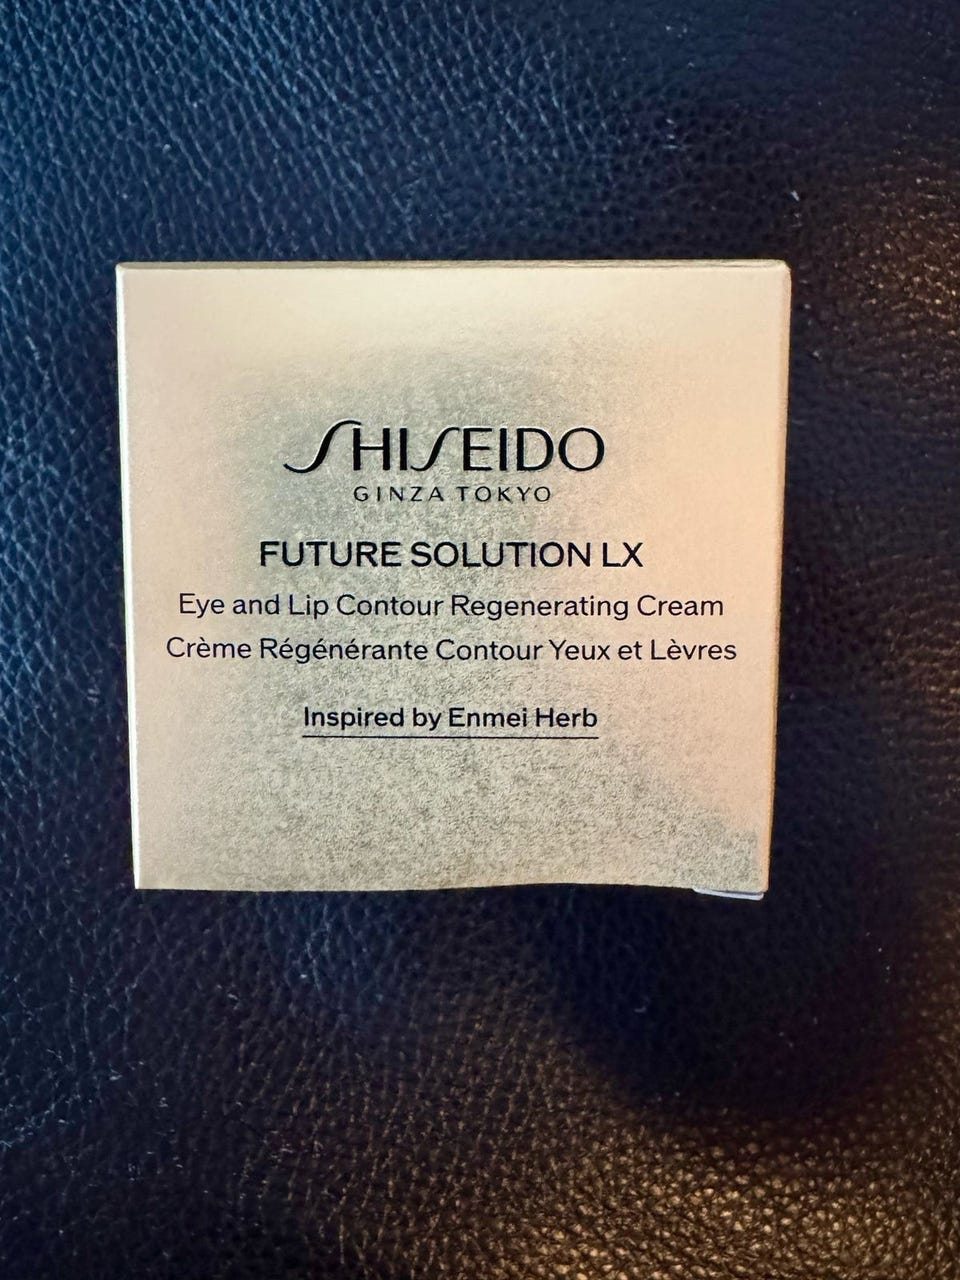 SHISEIDO
GINZA TOKYO
FUTURE SOLUTION LX
Eye and Lip Contour Regenerating Cream
Crème Régénérante Contour Yeux et Lèvres
Inspired by Enmei Herb